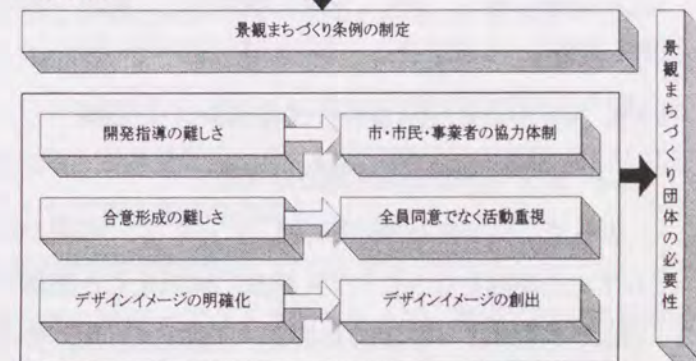 景観まちづくり条例の制定
開発指導の難しさ
市・市民・事業者の協力体制
合意形成の難しさ
全員同意でなく活動重視
デザインイメージの明確化
デザインイメージの創出
景観まちづくり団体の必要性